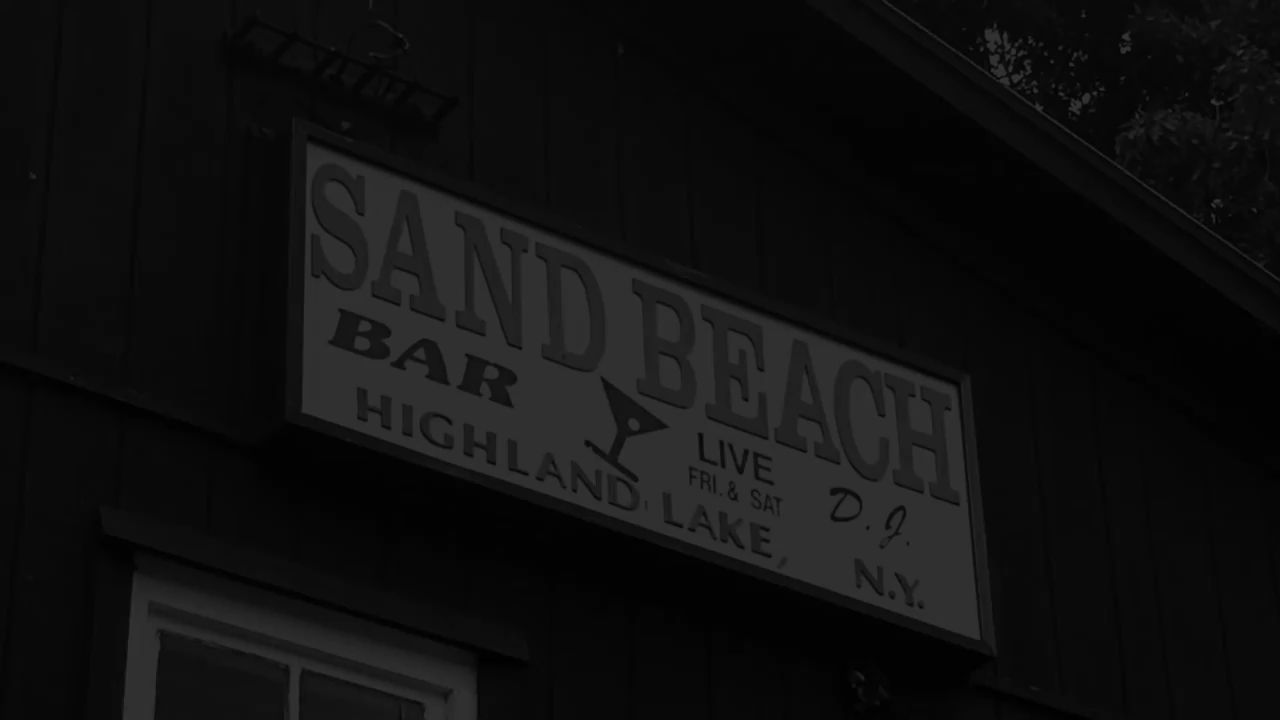 SAND BEACH
BAR
LIVE
FRI. & SAT
D.J.
HIGHLAND LAKE, N.Y.